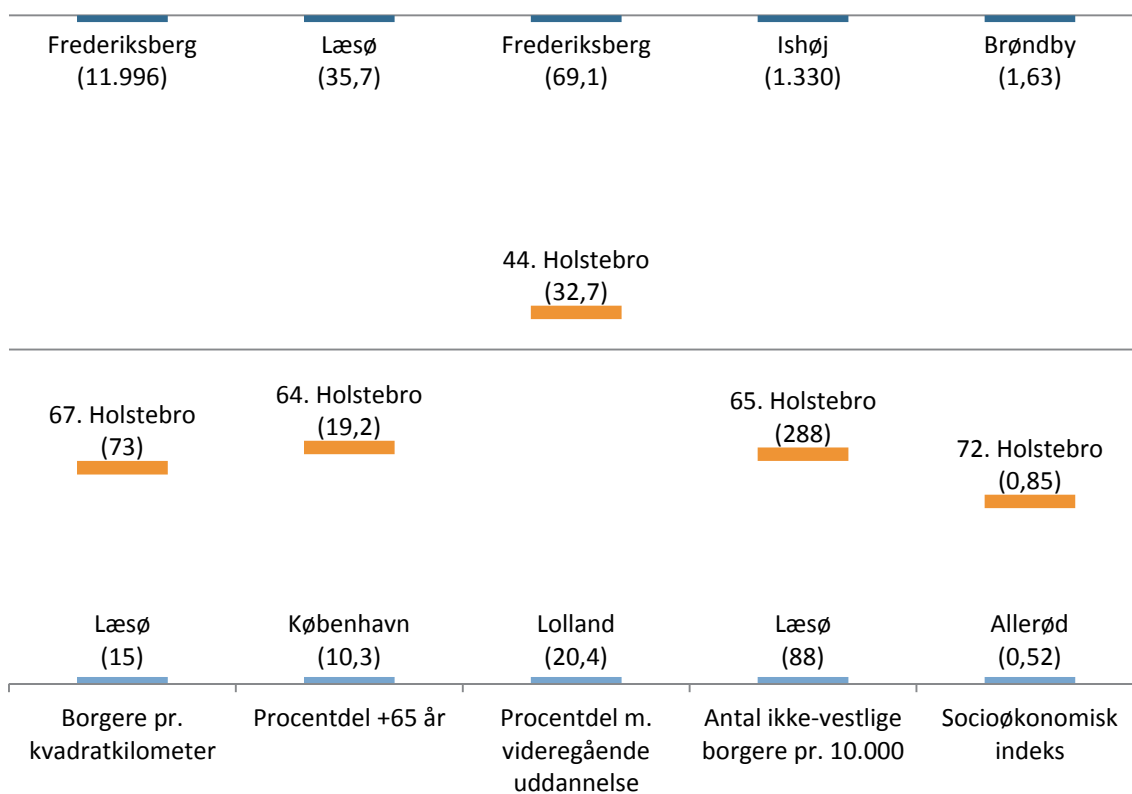 Frederiksberg
(11.996)
Læsø
(35,7)
Frederiksberg
(69,1)
Ishøj
(1.330)
Brøndby
(1,63)
44. Holstebro
(32,7)
67. Holstebro
(73)
64. Holstebro
(19,2)
65. Holstebro
(288)
72. Holstebro
(0,85)
Læsø
(15)
København
(10,3)
Lolland
(20,4)
Læsø
(88)
Allerød
(0,52)
Borgere pr.
kvadratkilometer
Procentdel +65 år
Procentdel m.
videregående
uddannelse
Antal ikke-vestlige
borgere pr. 10.000
Socioøkonomisk
indeks